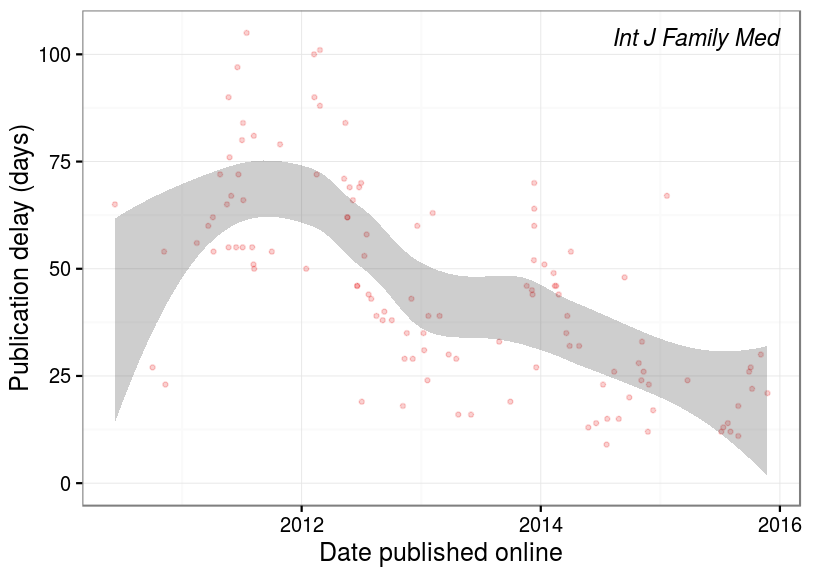 Int J Family Med
Publication delay (days)
100
75
50
25
0
2012 2014 2016
Date published online